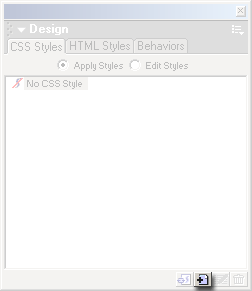 Design
CSS Styles HTML Styles Behaviors
Apply Styles Edit Styles
No CSS Style